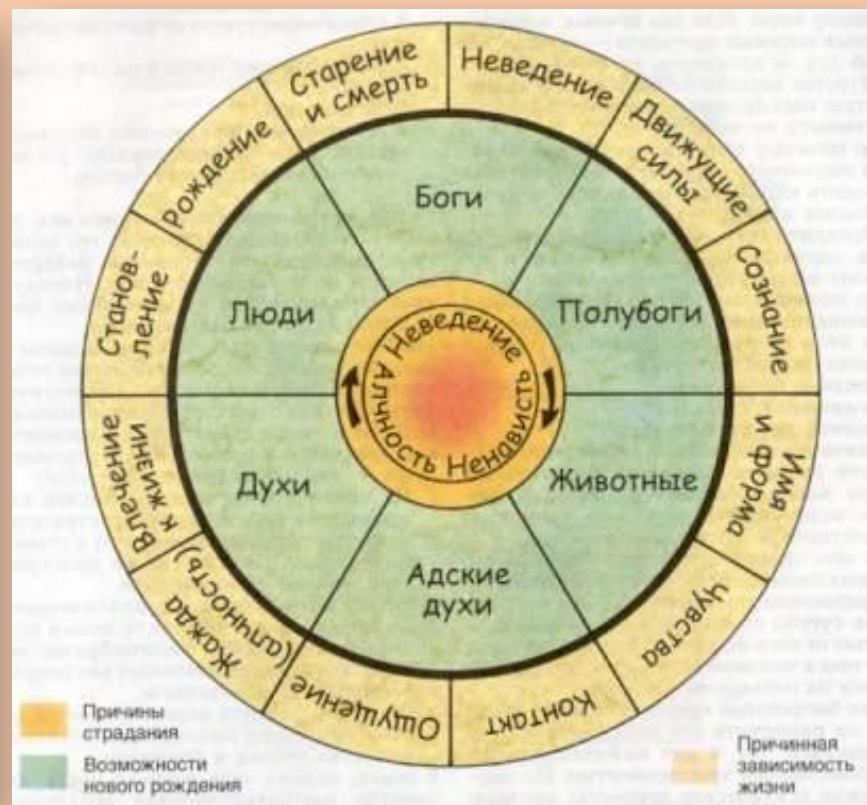 Старение
и смерть
Неведение
Движущие
силы
Сознание
Имя
и форма
Чувства
Контакт
Ощущение
Жажда
(алчность)
Влечение
к жизни
Станов-
ление
Рождение
Боги
Полубоги
Животные
Адские
духи
Духи
Люди
Неведение
Ненависть
Алчность
Причины
страдания
Возможности
нового рождения
Причинная
зависимость
жизни